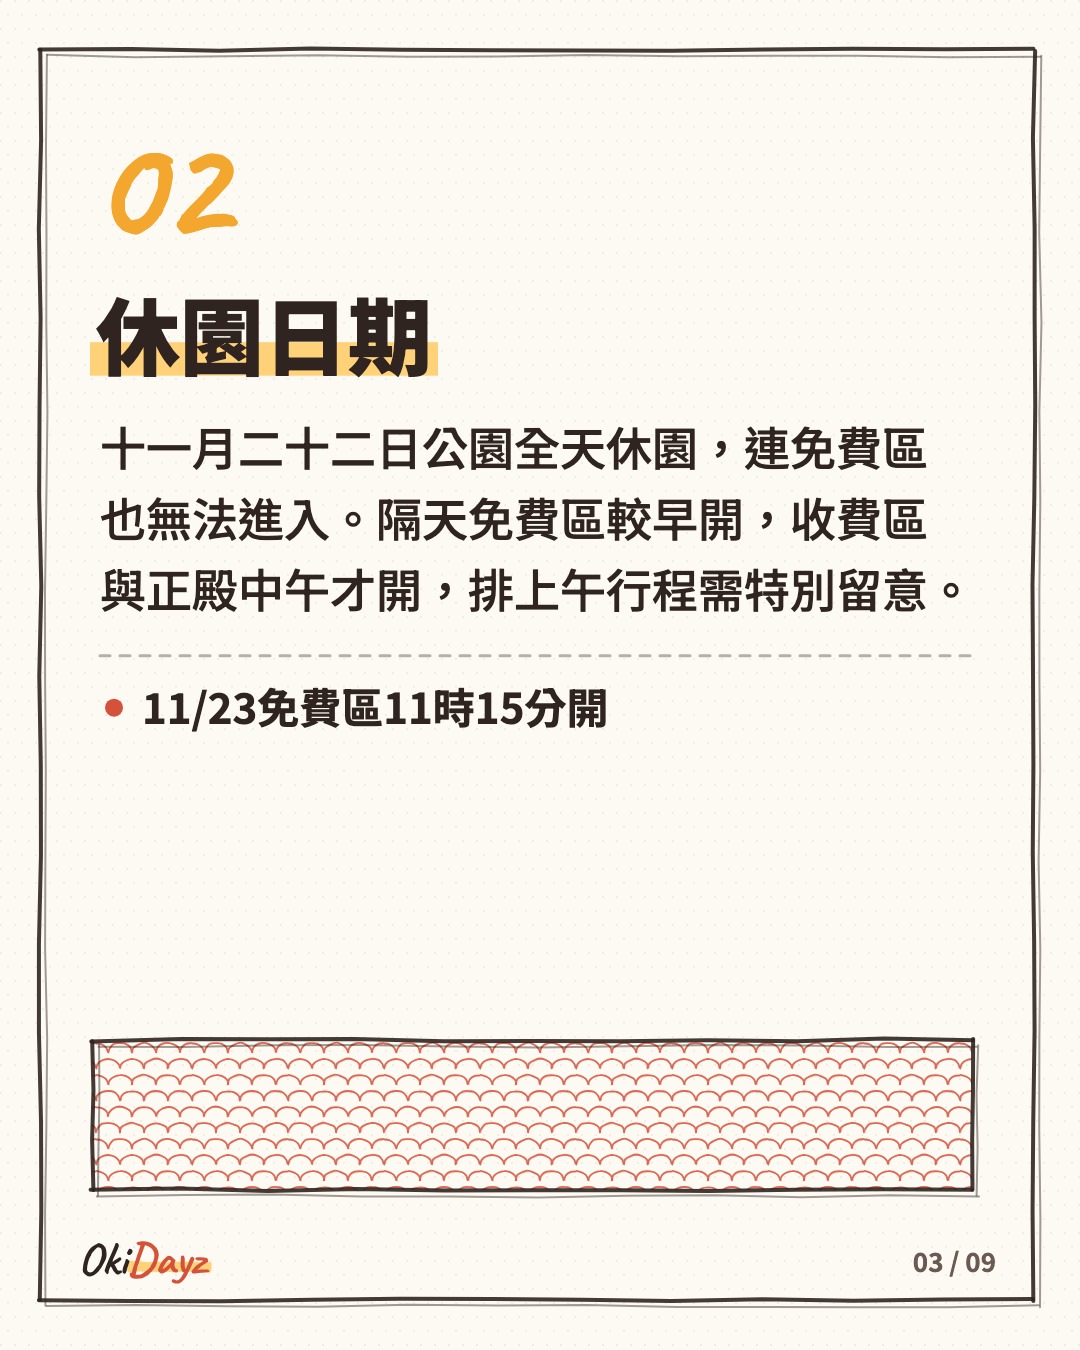 02
休園日期
十一月二十二日公園全天休園，連免費區
也無法進入。隔天免費區較早開，收費區
與正殿中午才開，排上午行程需特別留意。
11/23免費區11時15分開
OkiDayz
03 / 09